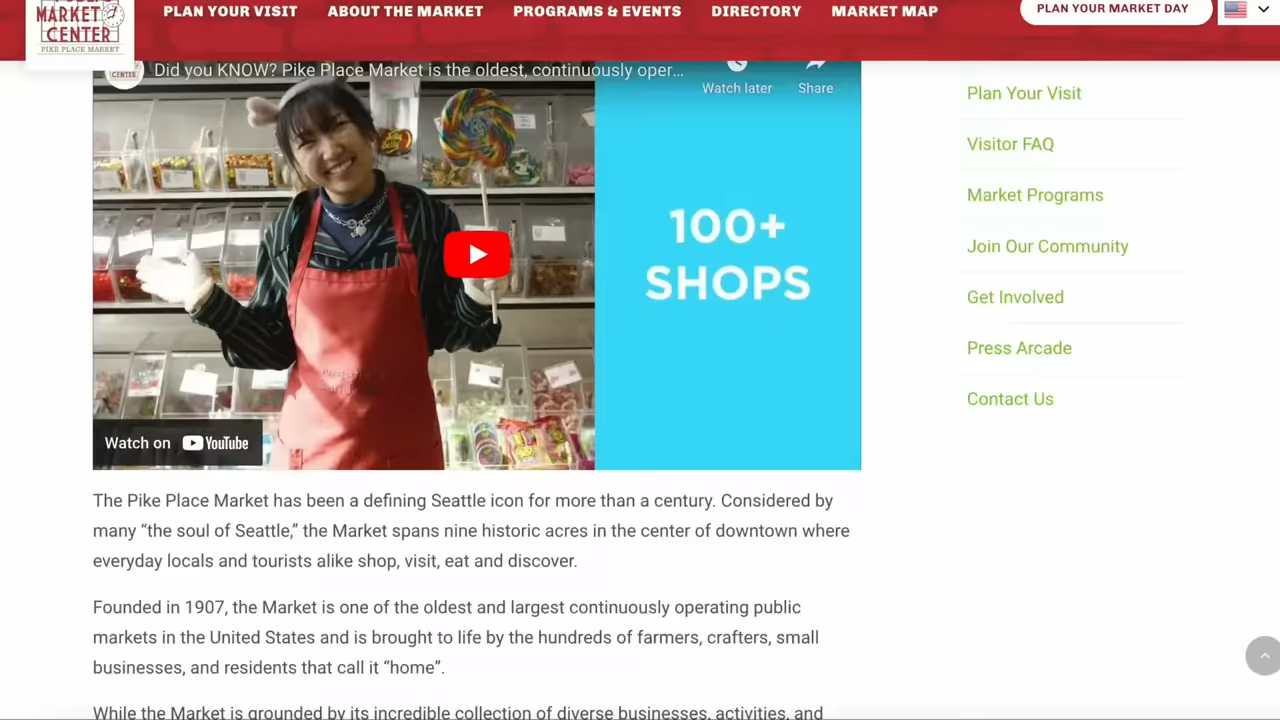 MARKET
CENTER
PIKE PLACE MARKET
PLAN YOUR VISIT
ABOUT THE MARKET
PROGRAMS & EVENTS
DIRECTORY
MARKET MAP
PLAN YOUR MARKET DAY
CENTER
Did you KNOW? Pike Place Market is the oldest, continuously oper...
Watch later
Share
100+
SHOPS
Watch on YouTube
Plan Your Visit
Visitor FAQ
Market Programs
Join Our Community
Get Involved
Press Arcade
Contact Us
The Pike Place Market has been a defining Seattle icon for more than a century. Considered by
many “the soul of Seattle,” the Market spans nine historic acres in the center of downtown where
everyday locals and tourists alike shop, visit, eat and discover.
Founded in 1907, the Market is one of the oldest and largest continuously operating public
markets in the United States and is brought to life by the hundreds of farmers, crafters, small
businesses, and residents that call it “home”.
While the Market is grounded by its incredible collection of diverse businesses, activities, and